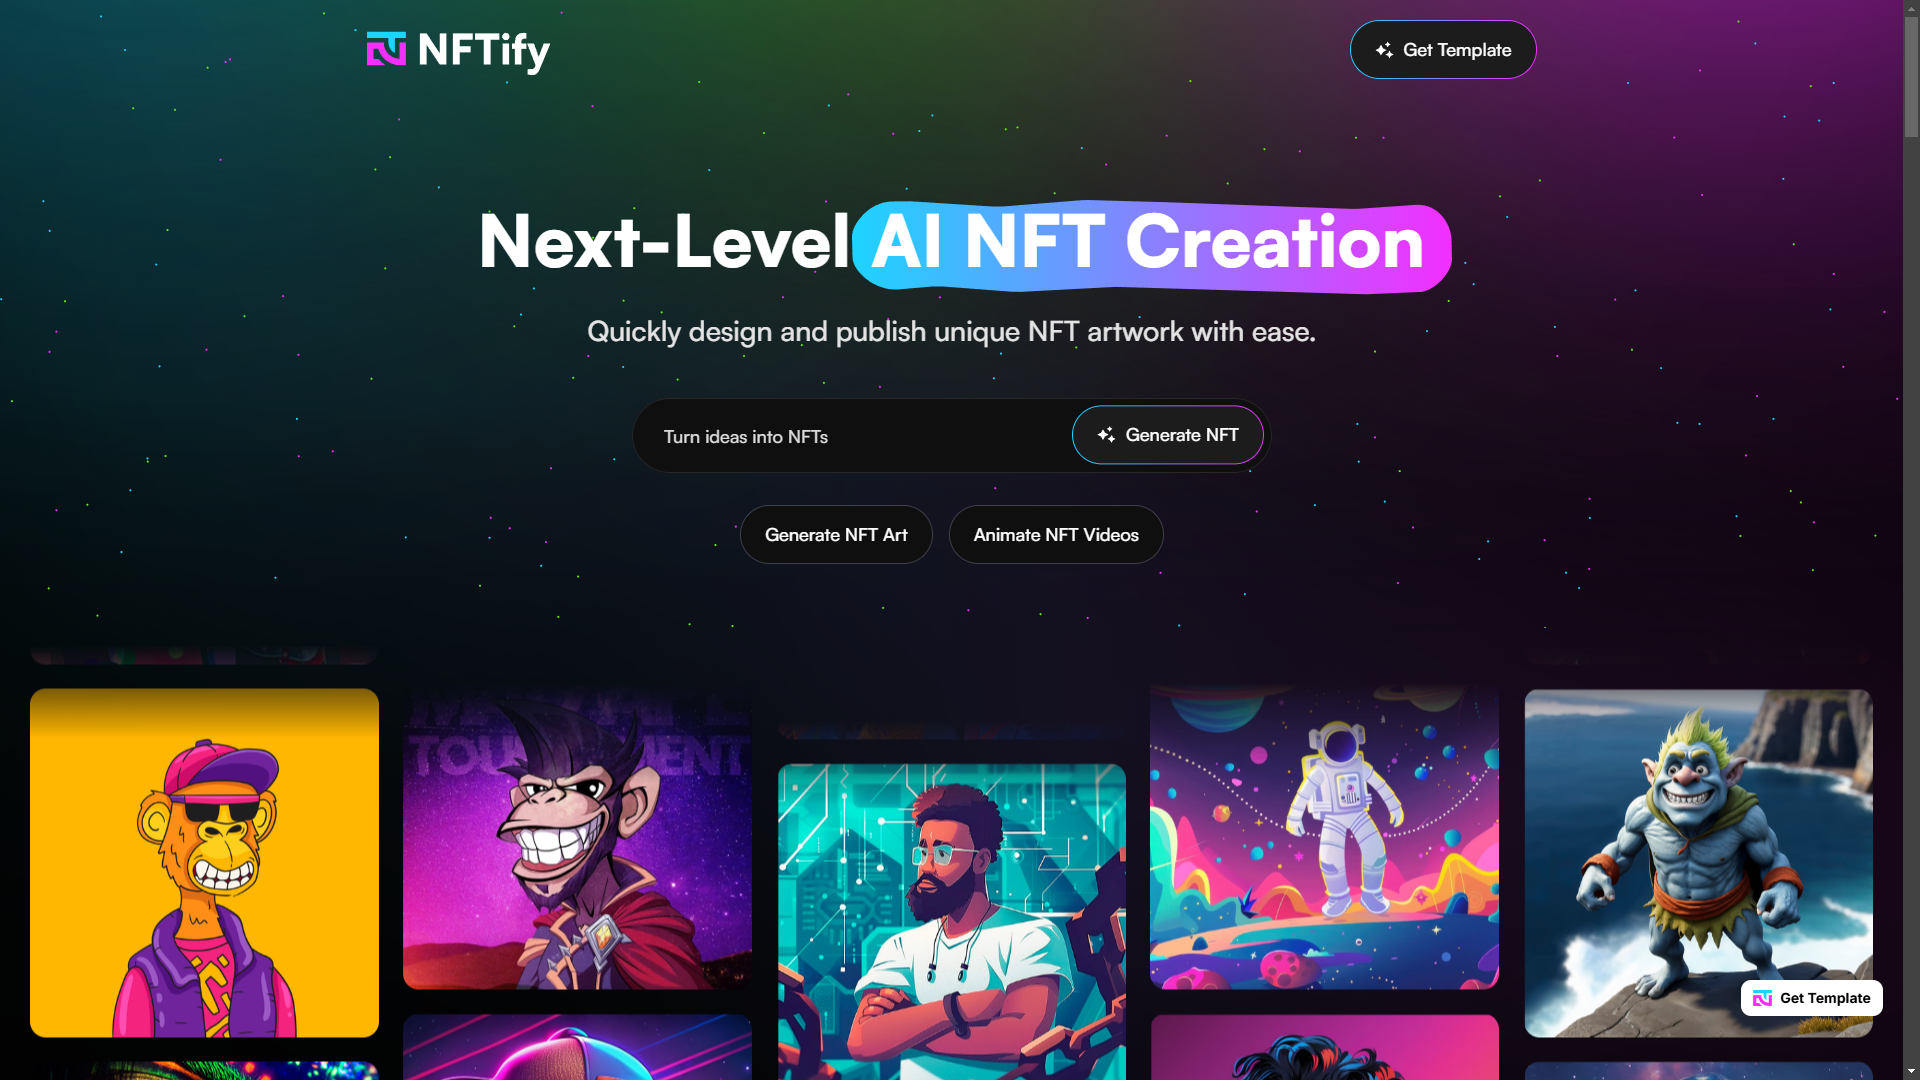 NFTify
Get Template
Next-Level AI NFT Creation
Quickly design and publish unique NFT artwork with ease.
Turn ideas into NFTs
Generate NFT
Generate NFT Art
Animate NFT Videos
Get Template